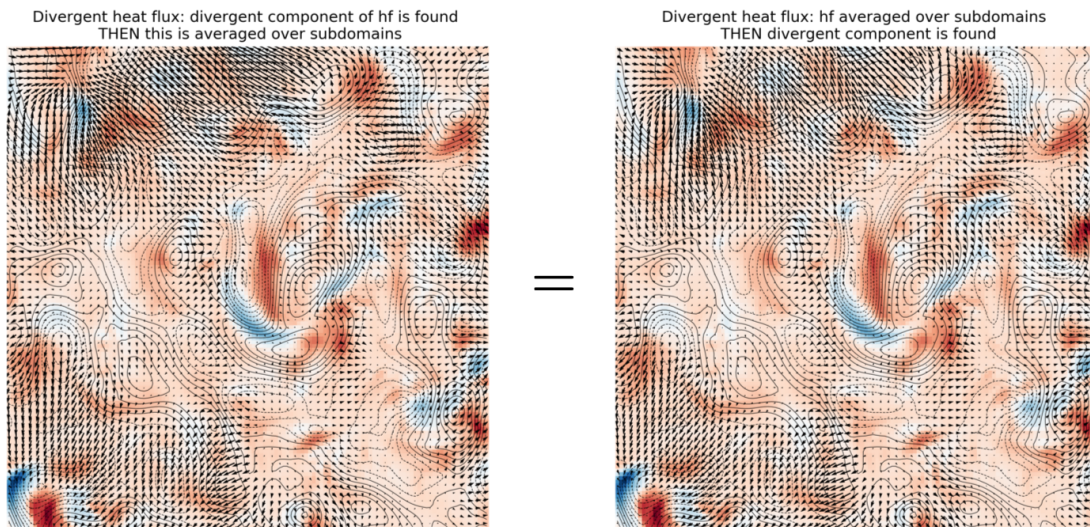 Divergent heat flux: divergent component of hf is found
THEN this is averaged over subdomains
Divergent heat flux: hf averaged over subdomains
THEN divergent component is found
=